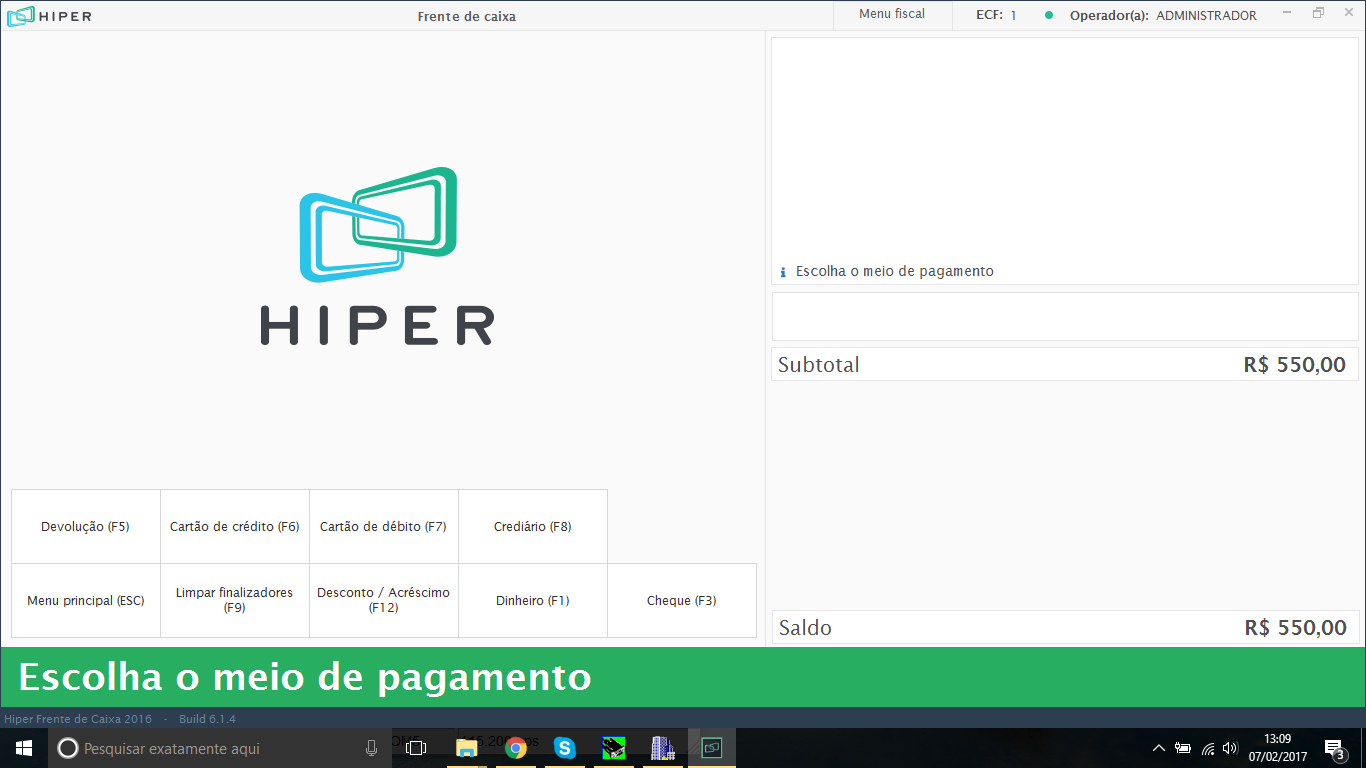 HIPER
Frente de caixa
Menu fiscal
ECF: 1
Operador(a): ADMINISTRADOR
HIPER
Escolha o meio de pagamento
Subtotal R$ 550,00
Devolução (F5)
Cartão de crédito (F6)
Cartão de débito (F7)
Crediário (F8)
Menu principal (ESC)
Limpar finalizadores
(F9)
Desconto / Acréscimo
(F12)
Dinheiro (F1)
Cheque (F3)
Saldo R$ 550,00
Escolha o meio de pagamento
Hiper Frente de Caixa 2016 - Build 6.1.4
Pesquisar exatamente aqui
13:09
07/02/2017
3